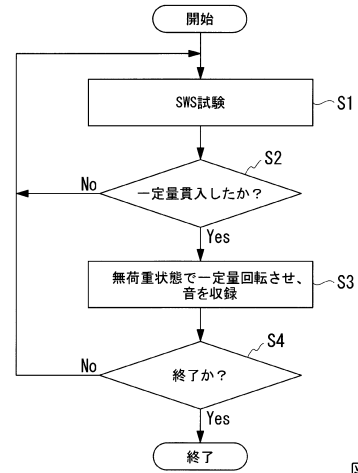 開始
SWS試験
S1
一定量貫入したか？
S2
No
Yes
無荷重状態で一定量回転させ、
音を収録
S3
終了か？
S4
No
Yes
終了